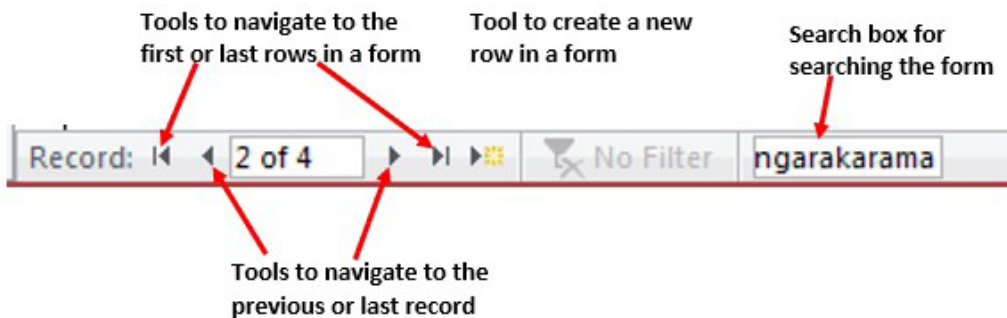 Tools to navigate to the
first or last rows in a form
Tool to create a new
row in a form
Search box for
searching the form
Record:
2 of 4
No Filter
ngarakarama
Tools to navigate to the
previous or last record